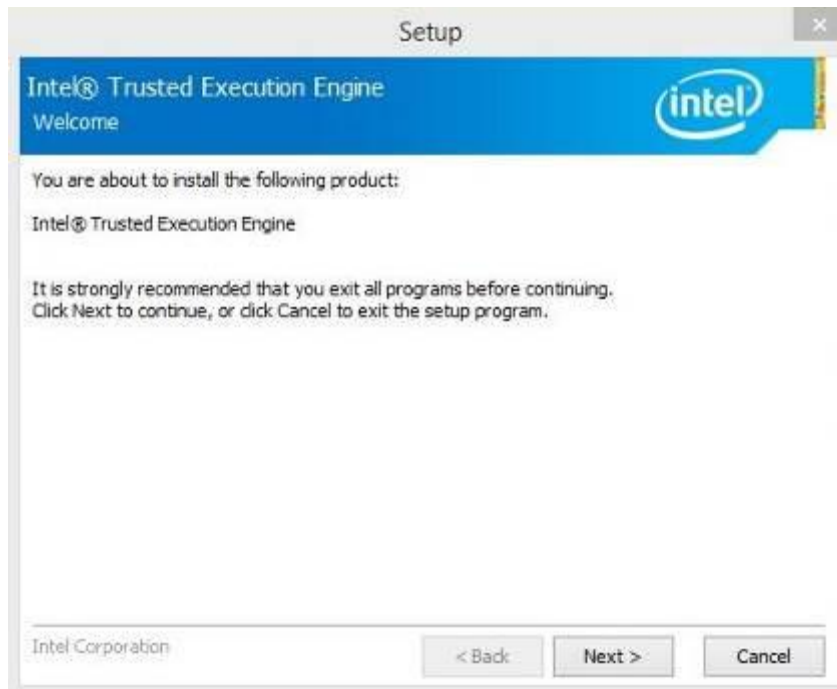 Setup
Intel® Trusted Execution Engine
Welcome
intel
You are about to install the following product:
Intel® Trusted Execution Engine
It is strongly recommended that you exit all programs before continuing.
Click Next to continue, or click Cancel to exit the setup program.
Intel Corporation
< Back
Next >
Cancel